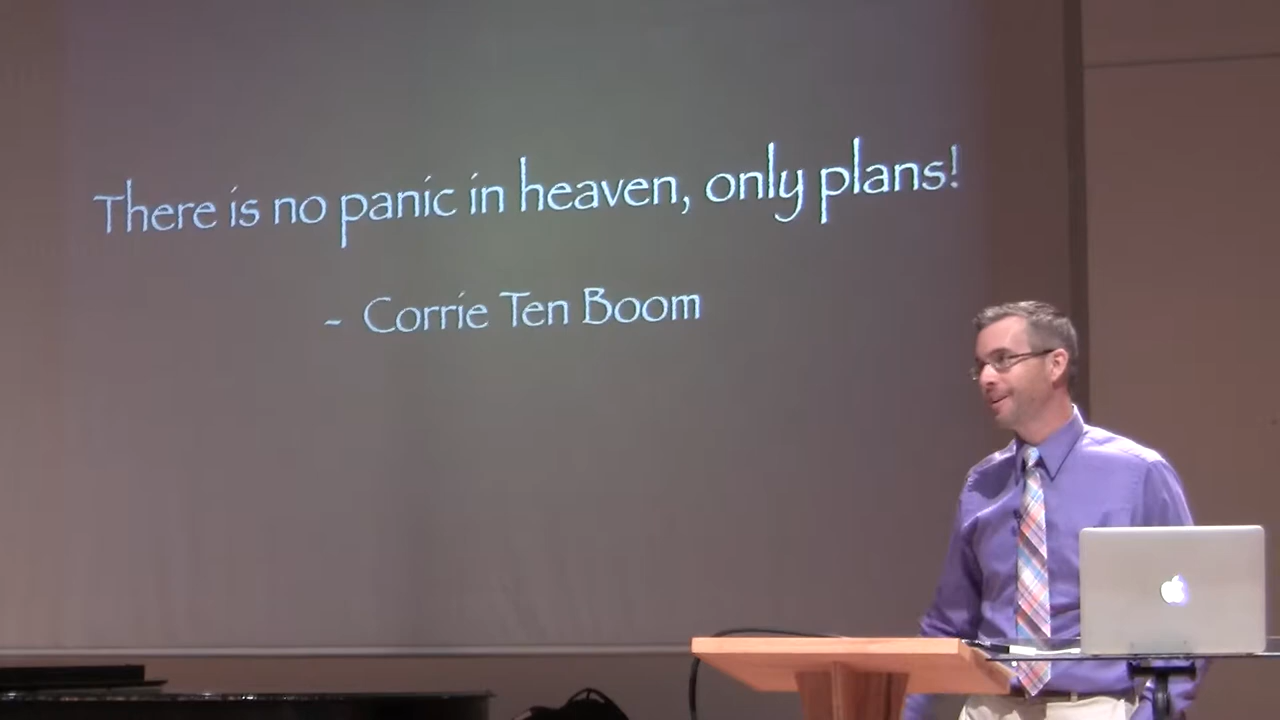 There is no panic in heaven, only plans!
- Corrie Ten Boom